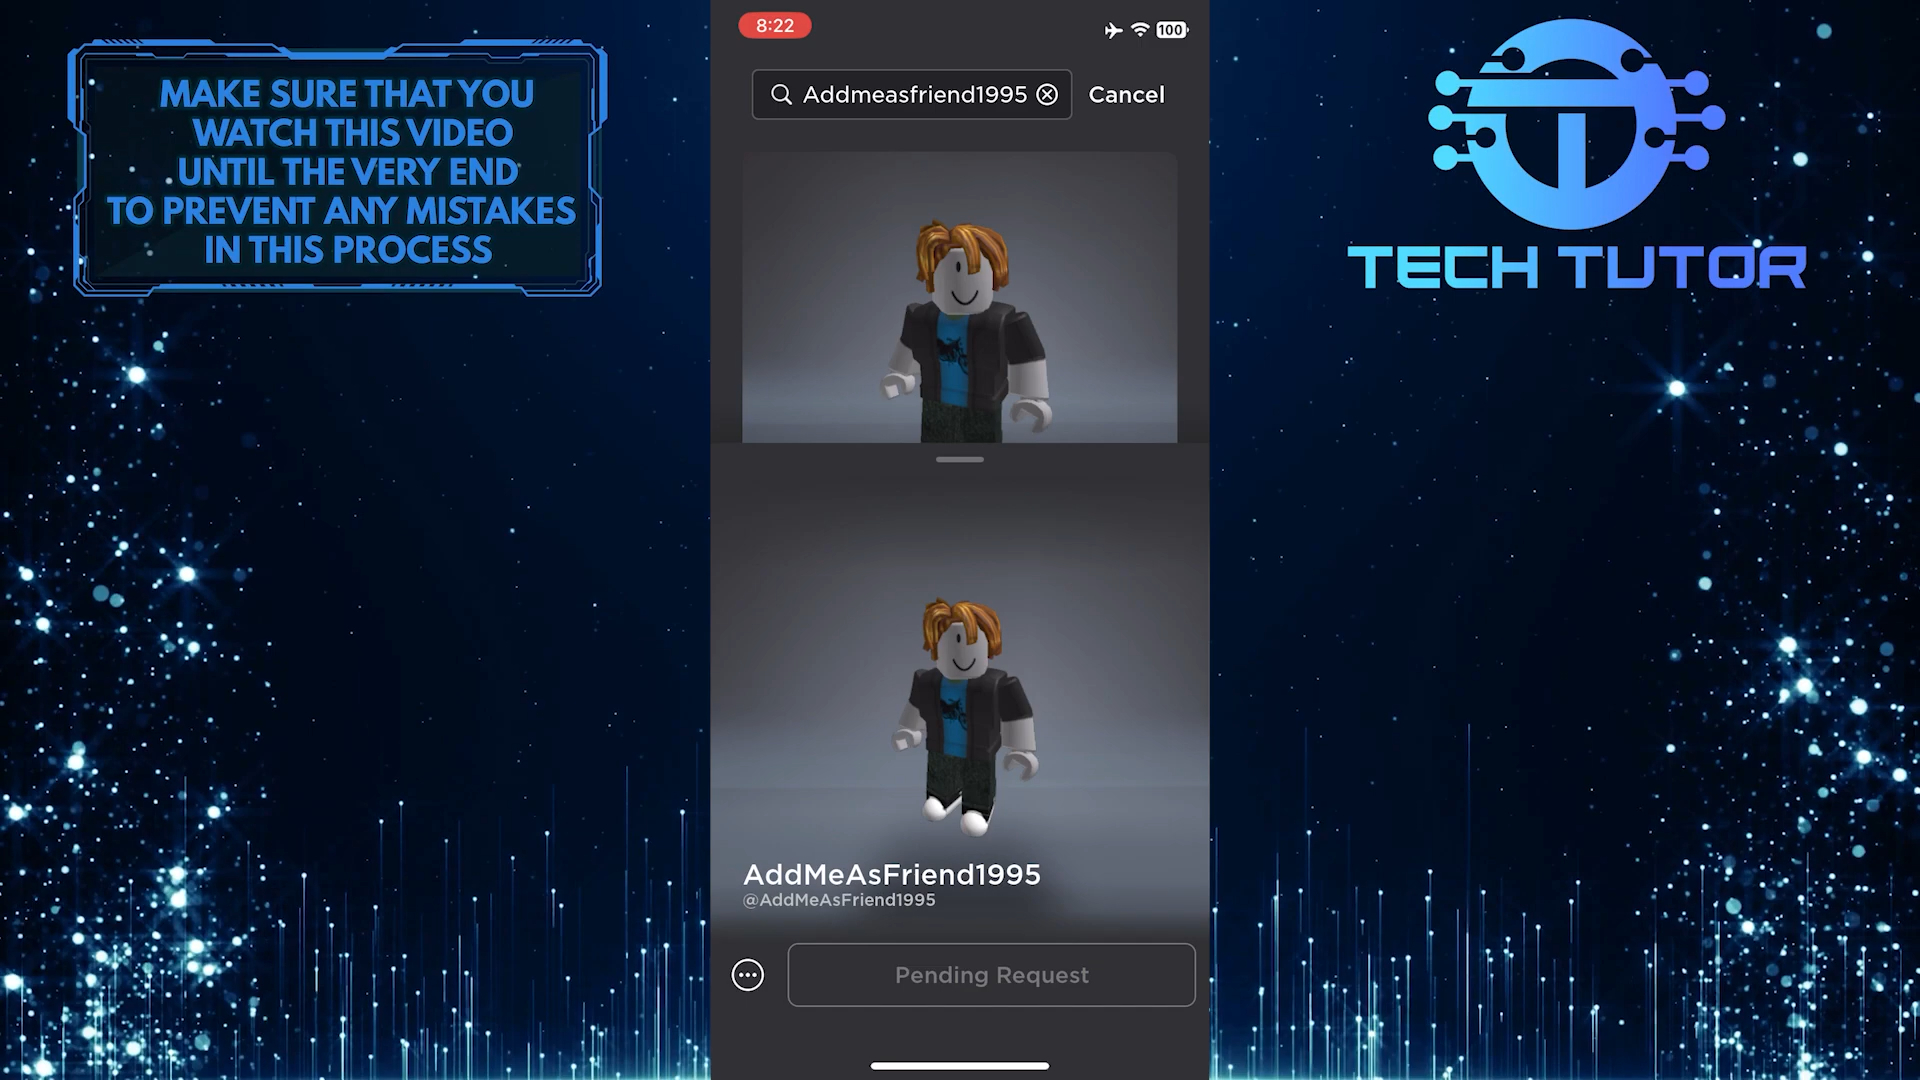 MAKE SURE THAT YOU
WATCH THIS VIDEO
UNTIL THE VERY END
TO PREVENT ANY MISTAKES
IN THIS PROCESS
8:22
100
Addmeasfriend1995
Cancel
TECH TUTOR
AddMeAsFriend1995
@AddMeAsFriend1995
Pending Request